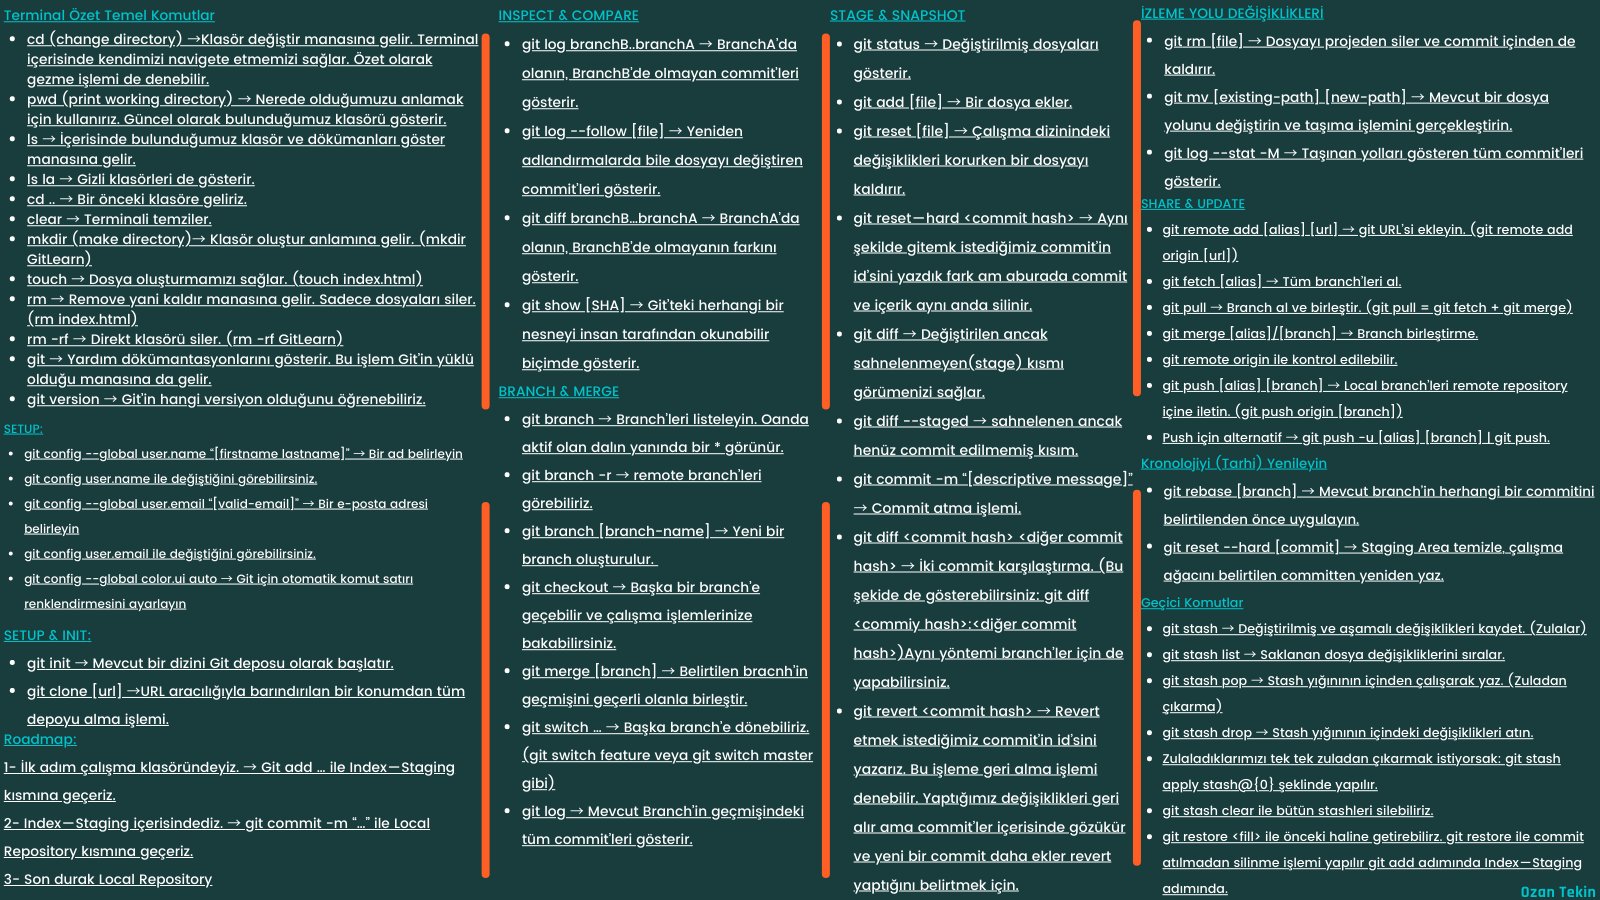 Terminal Özet Temel Komutlar
cd (change directory) →Klasör değiştir manasına gelir. Terminal
içerisinde kendimizi navigete etmemizi sağlar. Özet olarak
gezme işlemi de denebilir.
pwd (print working directory) → Nerede olduğumuzu anlamak
için kullanırız. Güncel olarak bulunduğumuz klasörü gösterir.
ls → İçerisinde bulunduğumuz klasör ve dökümanları göster
manasına gelir.
ls la → Gizli klasörleri de gösterir.
cd .. → Bir önceki klasöre geliriz.
clear → Terminali temziler.
mkdir (make directory)→ Klasör oluştur anlamına gelir. (mkdir
GitLearn)
touch → Dosya oluşturmamızı sağlar. (touch index.html)
rm → Remove yani kaldır manasına gelir. Sadece dosyaları siler.
(rm index.html)
rm -rf → Direkt klasörü siler. (rm -rf GitLearn)
git → Yardım dökümantasyonlarını gösterir. Bu işlem Git'in yüklü
olduğu manasına da gelir.
git version → Git'in hangi versiyon olduğunu öğrenebiliriz.
SETUP:
git config --global user.name “[firstname lastname]” → Bir ad belirleyin
git config user.name ile değiştiğini görebilirsiniz.
git config --global user.email “[valid-email]” → Bir e-posta adresi
belirleyin
git config user.email ile değiştiğini görebilirsiniz.
git config --global color.ui auto → Git için otomatik komut satırı
renklendirmesini ayarlayın
SETUP & INIT:
git init → Mevcut bir dizini Git deposu olarak başlatır.
git clone [url] →URL aracılığıyla barındırılan bir konumdan tüm
depoyu alma işlemi.
Roadmap:
1- İlk adım çalışma klasöründeyiz. → Git add ... ile Index—Staging
kısmına geçeriz.
2- Index—Staging içerisindediz. → git commit -m “...” ile Local
Repository kısmına geçeriz.
3- Son durak Local Repository
INSPECT & COMPARE
git log branchB..branchA → BranchA'da
olanın, BranchB'de olmayan commit'leri
gösterir.
git log --follow [file] → Yeniden
adlandırmalarda bile dosyayı değiştiren
commit'leri gösterir.
git diff branchB...branchA → BranchA'da
olanın, BranchB'de olmayanın farkını
gösterir.
git show [SHA] → Git'teki herhangi bir
nesneyi insan tarafından okunabilir
biçimde gösterir.
BRANCH & MERGE
git branch → Branch'leri listeleyin. Oanda
aktif olan dalın yanında bir * görünür.
git branch -r → remote branch'leri
görebiliriz.
git branch [branch-name] → Yeni bir
branch oluşturulur.
git checkout → Başka bir branch'e
geçebilir ve çalışma işlemlerinize
bakabilirsiniz.
git merge [branch] → Belirtilen bracnh'in
geçmişini geçerli olanla birleştir.
git switch ... → Başka branch'e dönebiliriz.
(git switch feature veya git switch master
gibi)
git log → Mevcut Branch'in geçmişindeki
tüm commit'leri gösterir.
STAGE & SNAPSHOT
git status → Değiştirilmiş dosyaları
gösterir.
git add [file] → Bir dosya ekler.
git reset [file] → Çalışma dizinindeki
değişiklikleri korurken bir dosyayı
kaldırır.
git reset—hard <commit hash> → Aynı
şekilde gitemk istediğimiz commit'in
id'sini yazdık fark am aburada commit
ve içerik aynı anda silinir.
git diff → Değiştirilen ancak
sahnelenmeyen(stage) kısmı
görümenizi sağlar.
git diff --staged → sahnelenen ancak
henüz commit edilmemiş kısım.
git commit -m “[descriptive message]”
→ Commit atma işlemi.
git diff <commit hash> <diğer commit
hash> → İki commit karşılaştırma. (Bu
şekide de gösterebilirsiniz: git diff
<commiy hash>:<diğer commit
hash>)Aynı yöntemi branch'ler için de
yapabilirsiniz.
git revert <commit hash> → Revert
etmek istediğimiz commit'in id'sini
yazarız. Bu işleme geri alma işlemi
denebilir. Yaptığımız değişiklikleri geri
alır ama commit'ler içerisinde gözükür
ve yeni bir commit daha ekler revert
yaptığını belirtmek için.
İZLEME YOLU DEĞİŞİKLİKLERİ
git rm [file] → Dosyayı projeden siler ve commit içinden de
kaldırır.
git mv [existing-path] [new-path] → Mevcut bir dosya
yolunu değiştirin ve taşıma işlemini gerçekleştirin.
git log --stat -M → Taşınan yolları gösteren tüm commit'leri
gösterir.
SHARE & UPDATE
git remote add [alias] [url] → git URL'si ekleyin. (git remote add
origin [url])
git fetch [alias] → Tüm branch'leri al.
git pull → Branch al ve birleştir. (git pull = git fetch + git merge)
git merge [alias]/[branch] → Branch birleştirme.
git remote origin ile kontrol edilebilir.
git push [alias] [branch] → Local branch'leri remote repository
içine iletin. (git push origin [branch])
Push için alternatif → git push -u [alias] [branch] | git push.
Kronolojiyi (Tarhi) Yenileyin
git rebase [branch] → Mevcut branch'in herhangi bir commitini
belirtilenden önce uygulayın.
git reset --hard [commit] → Staging Area temizle, çalışma
ağacını belirtilen committen yeniden yaz.
Geçici Komutlar
git stash → Değiştirilmiş ve aşamalı değişiklikleri kaydet. (Zulalar)
git stash list → Saklanan dosya değişikliklerini sıralar.
git stash pop → Stash yığınının içinden çalışarak yaz. (Zuladan
çıkarma)
git stash drop → Stash yığınının içindeki değişiklikleri atın.
Zulaladıklarımızı tek tek zuladan çıkarmak istiyorsak: git stash
apply stash@{0} şeklinde yapılır.
git stash clear ile bütün stashleri silebiliriz.
git restore <fill> ile önceki haline getirebilirz. git restore ile commit
atılmadan silinme işlemi yapılır git add adımında Index—Staging
adımında.
Ozan Tekin